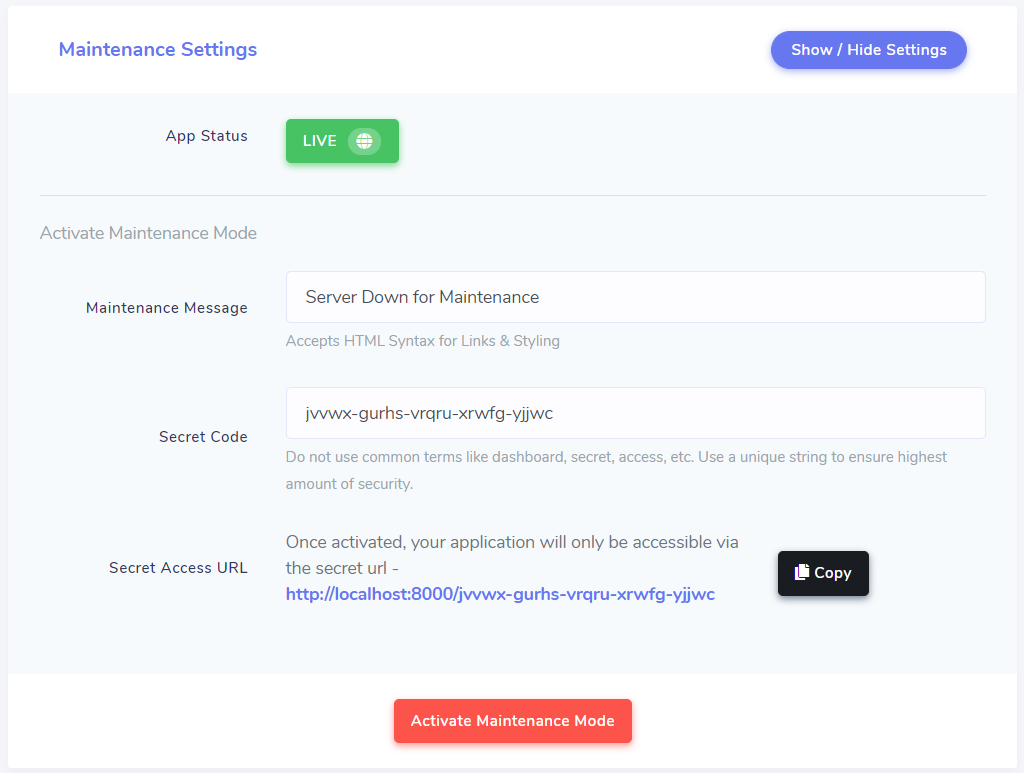 Maintenance Settings
Show / Hide Settings
App Status
LIVE
Activate Maintenance Mode
Maintenance Message
Server Down for Maintenance
Accepts HTML Syntax for Links & Styling
Secret Code
jvvwx-gurhs-vrqru-xrwfg-yjjwc
Do not use common terms like dashboard, secret, access, etc. Use a unique string to ensure highest
amount of security.
Secret Access URL
Once activated, your application will only be accessible via
the secret url -
http://localhost:8000/jvvwx-gurhs-vrqru-xrwfg-yjjwc
Copy
Activate Maintenance Mode